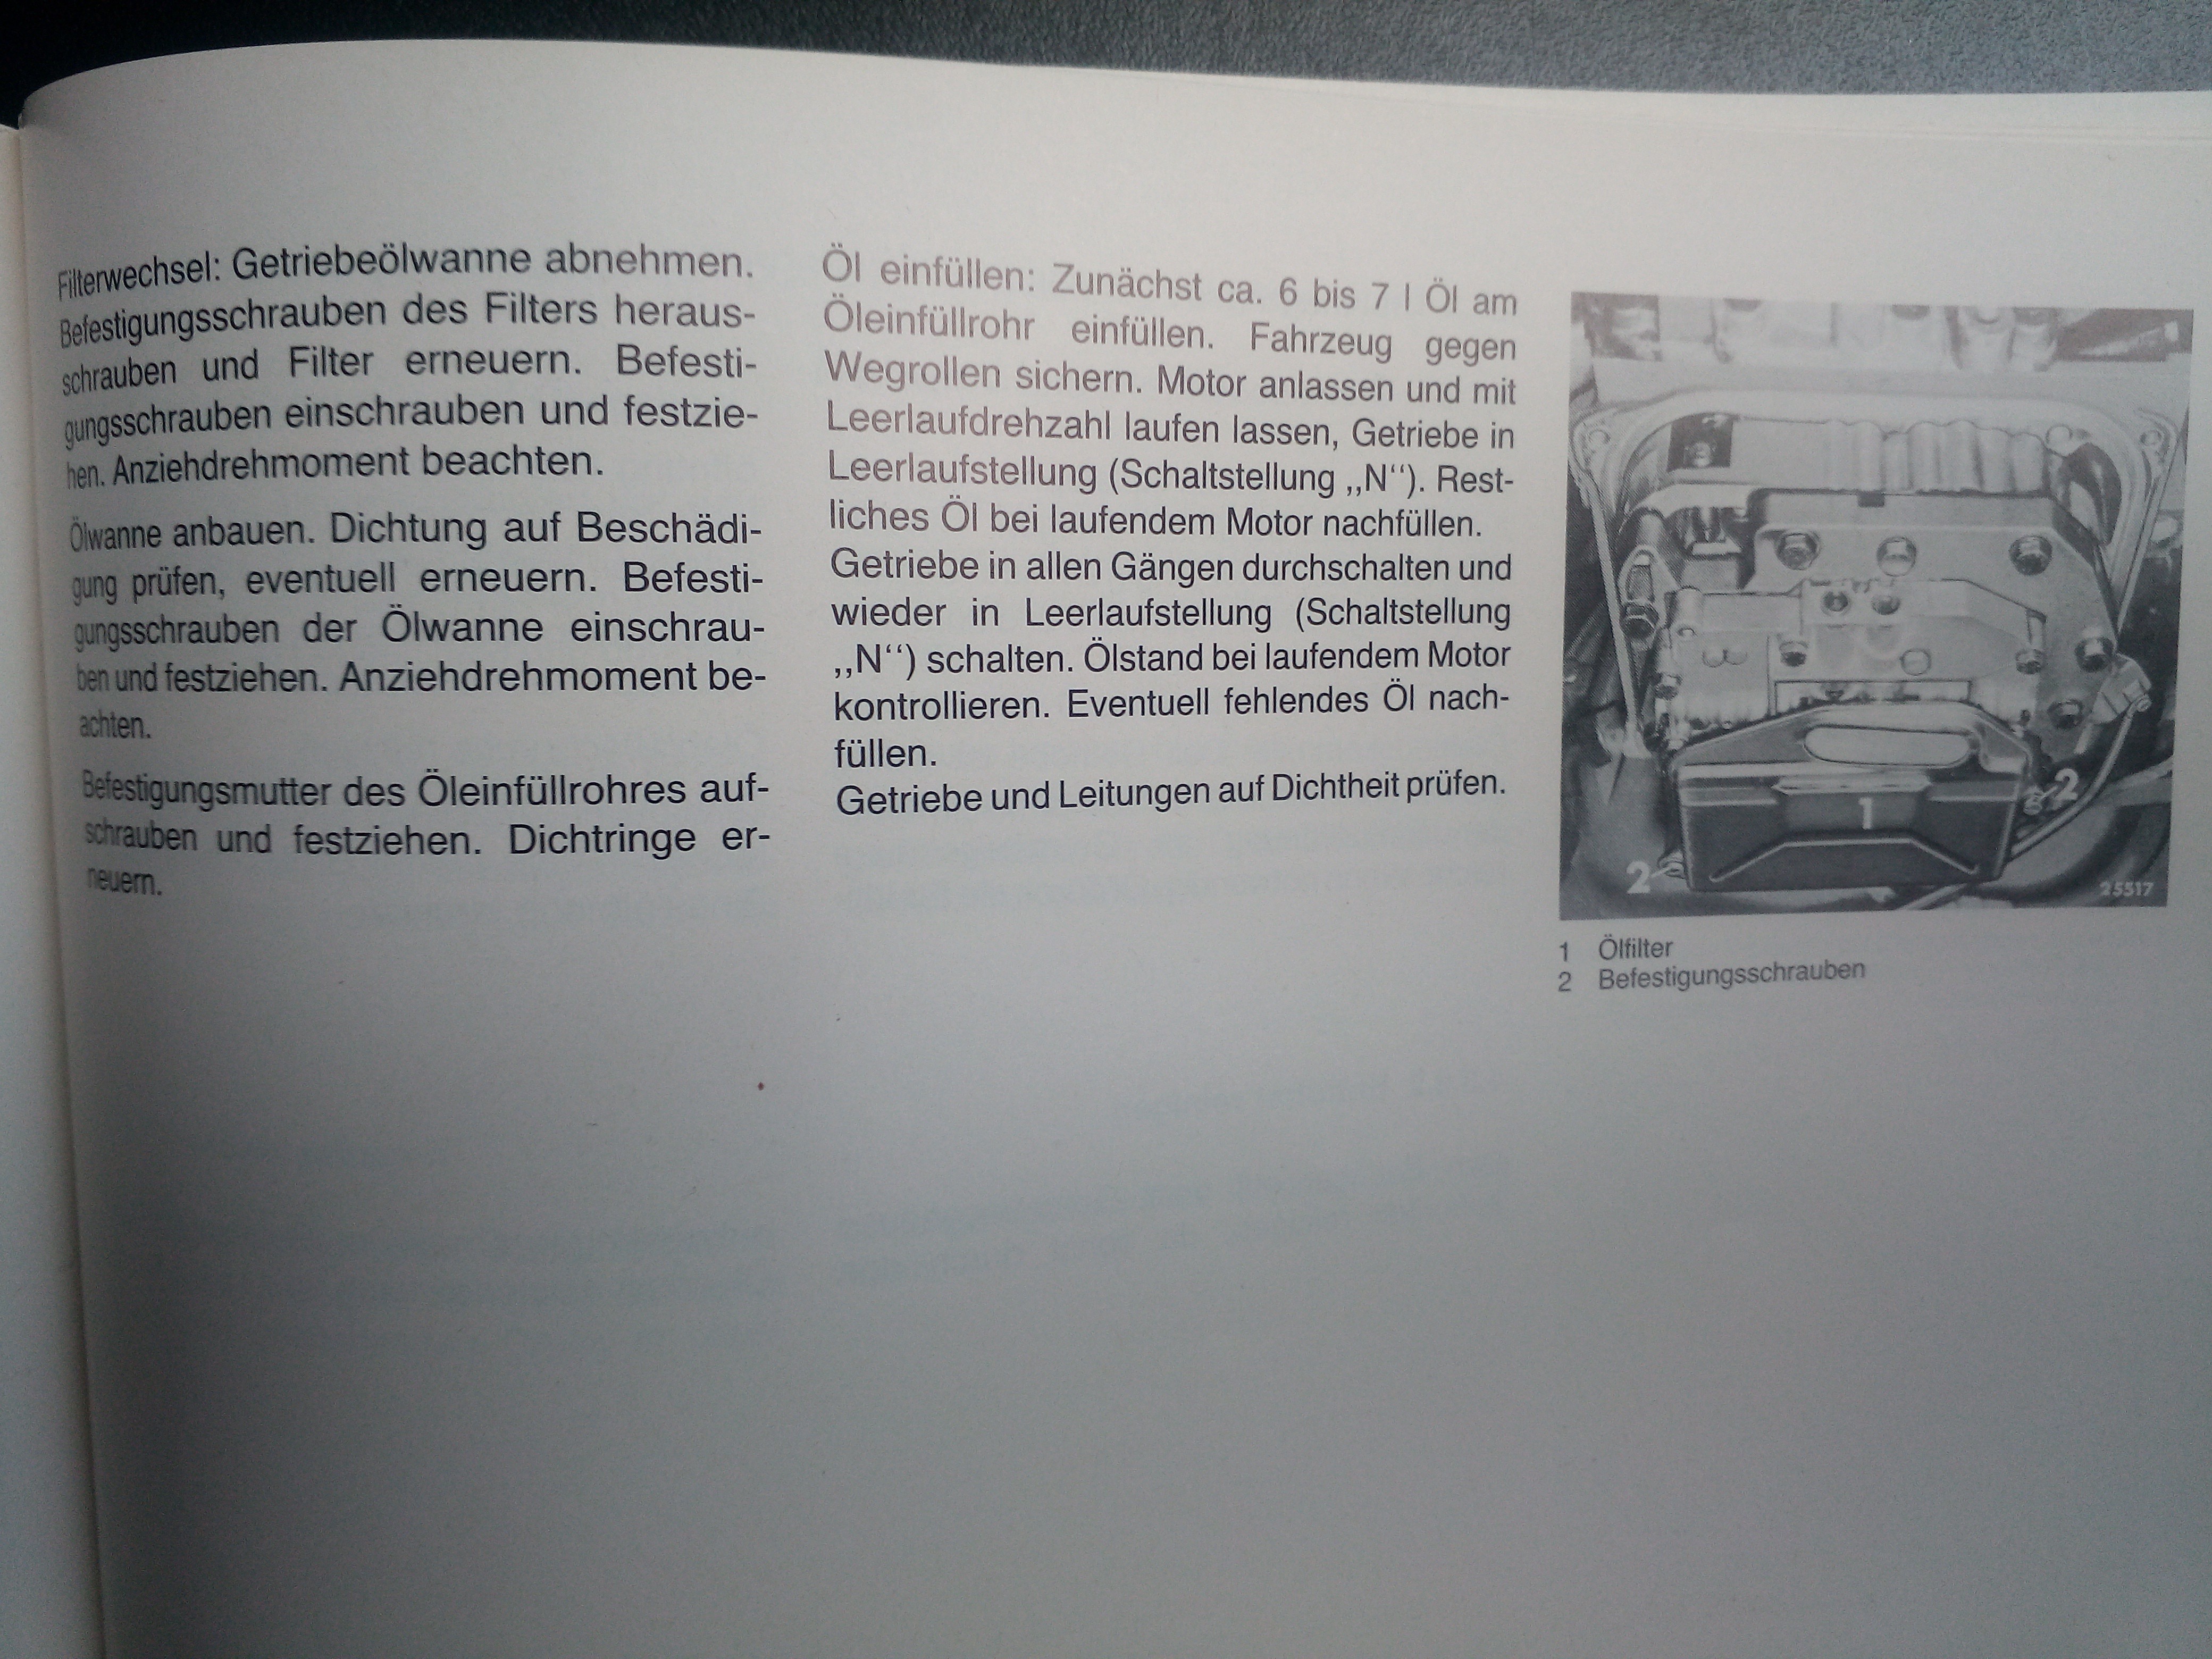 Filterwechsel: Getriebeölwanne abnehmen.
Befestigungsschrauben des Filters heraus-
schrauben und Filter erneuern. Befesti-
gungsschrauben einschrauben und festzie-
hen. Anziehdrehmoment beachten.
Ölwanne anbauen. Dichtung auf Beschädi-
gung prüfen, eventuell erneuern. Befesti-
gungsschrauben der Ölwanne einschrau-
ben und festziehen. Anziehdrehmoment be-
achten.
Befestigungsmutter des Öleinfüllrohres auf-
schrauben und festziehen. Dichtringe er-
neuern.
Öl einfüllen: Zunächst ca. 6 bis 7 l Öl am
Öleinfüllrohr einfüllen. Fahrzeug gegen
Wegrollen sichern. Motor anlassen und mit
Leerlaufdrehzahl laufen lassen, Getriebe in
Leerlaufstellung (Schaltstellung ,,N“). Rest-
liches Öl bei laufendem Motor nachfüllen.
Getriebe in allen Gängen durchschalten und
wieder in Leerlaufstellung (Schaltstellung
,,N“) schalten. Ölstand bei laufendem Motor
kontrollieren. Eventuell fehlendes Öl nach-
füllen.
Getriebe und Leitungen auf Dichtheit prüfen.
2
1
2
25517
1 Ölfilter
2 Befestigungsschrauben